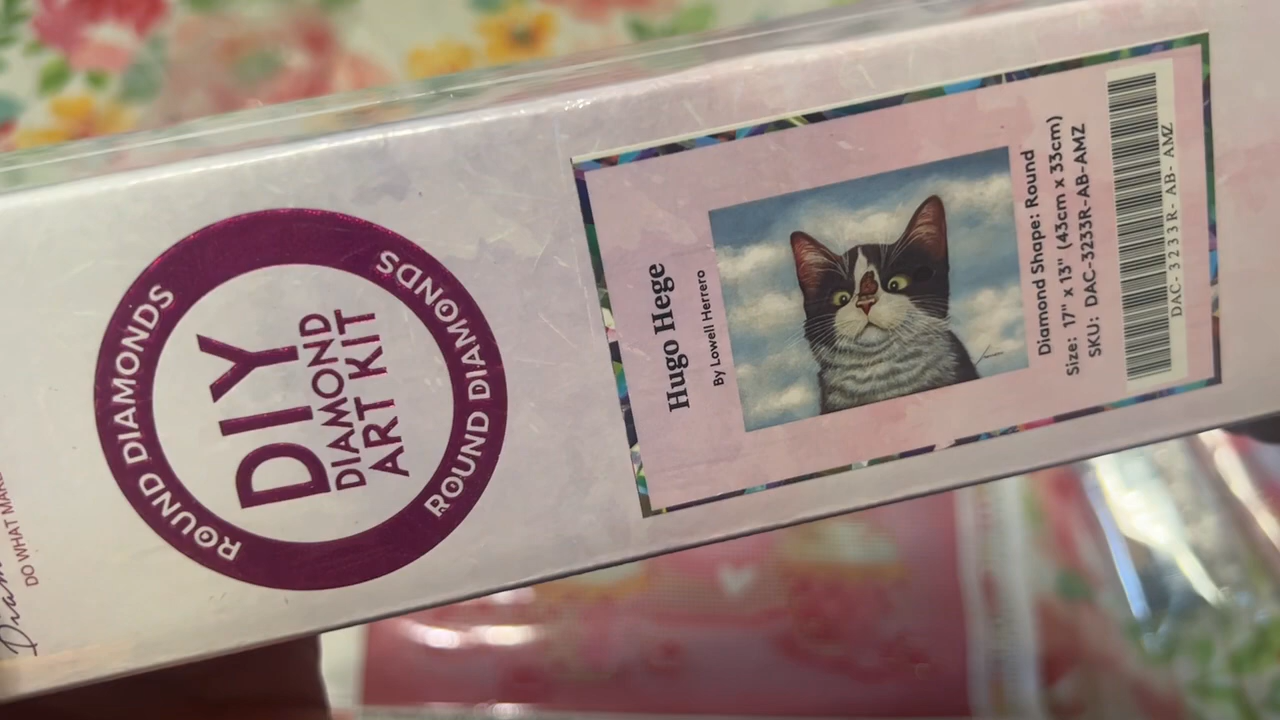 DO WHAT
ROUND DIAMONDS
DIY
DIAMOND
ART KIT
ROUND DIAMONDS
Hugo Hege
By Lowell Herrero
Diamond Shape: Round
Size: 17" x 13" (43cm x 33cm)
SKU: DAC-3233R-AB-AMZ
DAC-3233R-AB-AMZ